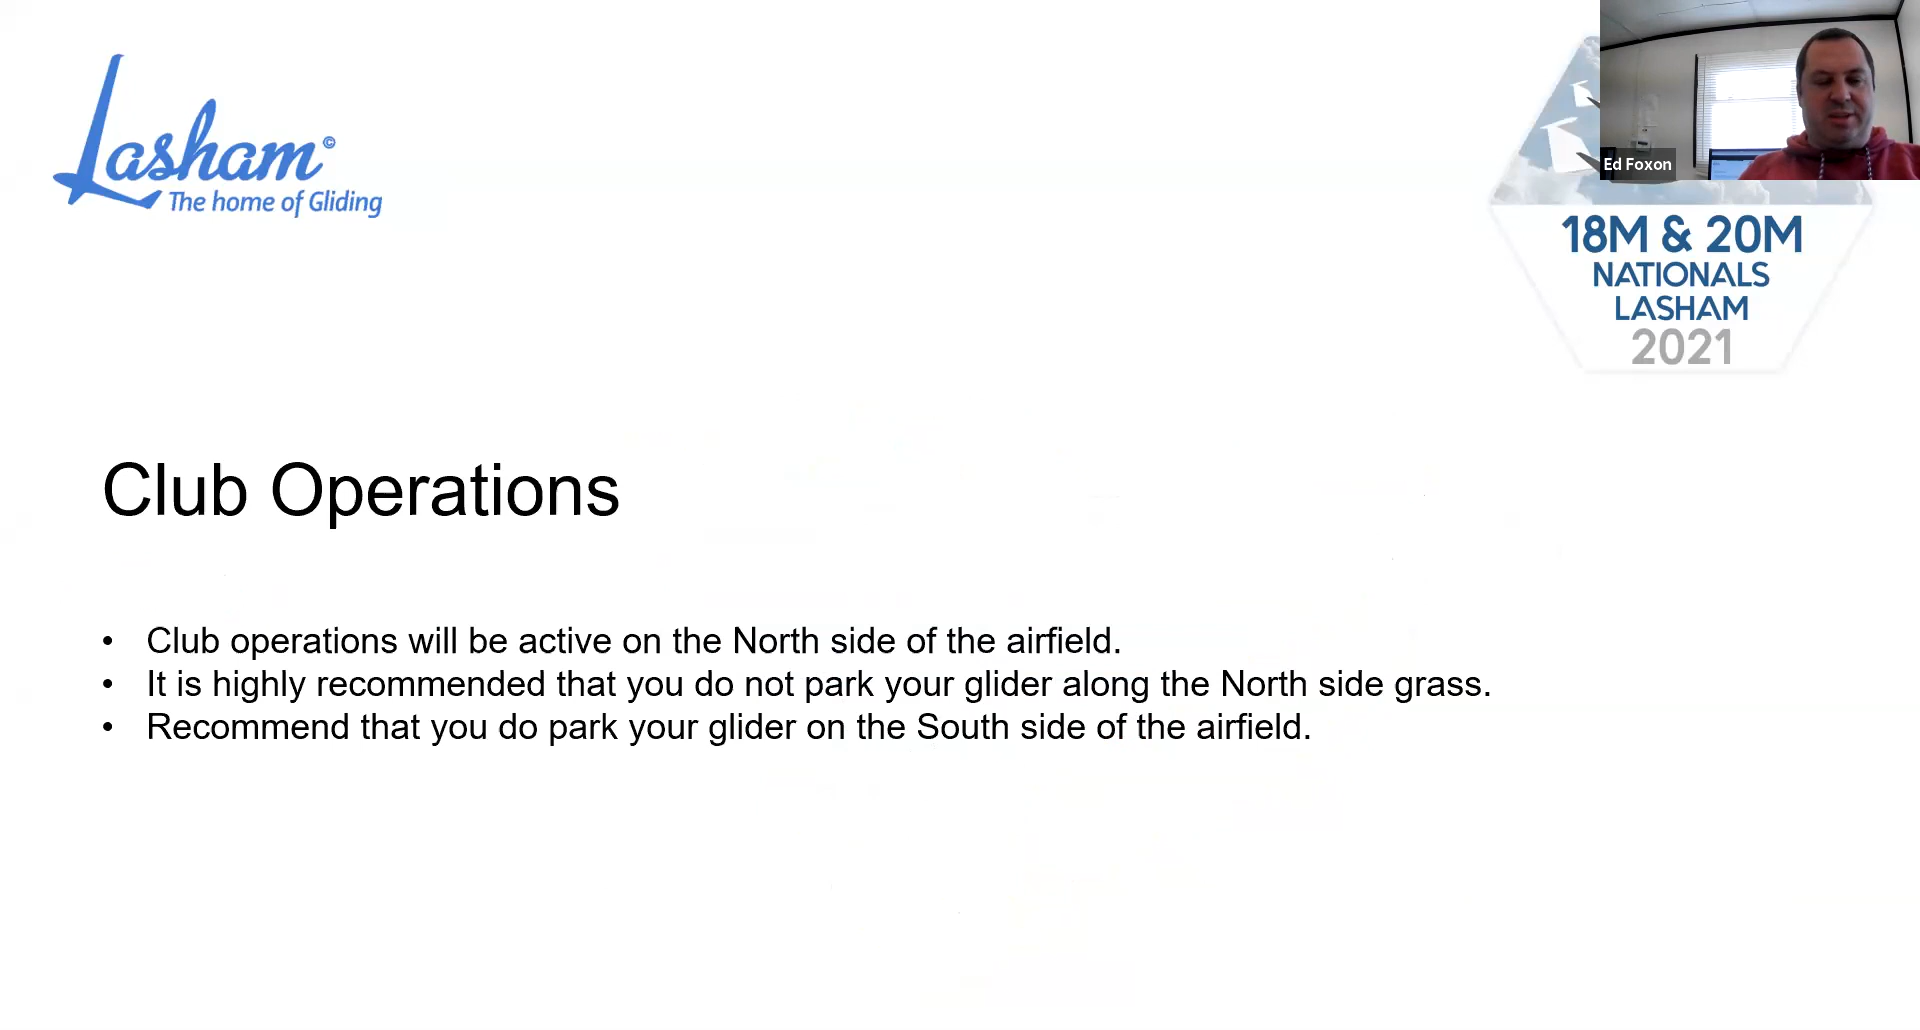 Lasham©
The home of Gliding
Ed Foxon
18M & 20M
NATIONALS
LASHAM
2021
Club Operations
• Club operations will be active on the North side of the airfield.
• It is highly recommended that you do not park your glider along the North side grass.
• Recommend that you do park your glider on the South side of the airfield.